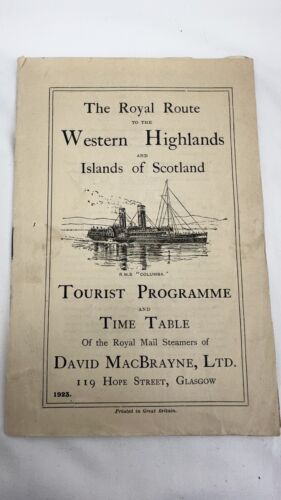 The Royal Route
TO THE
Western Highlands
AND
Islands of Scotland
R.M.S "COLUMBA."
Tourist Programme
AND
Time Table
Of the Royal Mail Steamers of
David MacBrayne, Ltd.
119 Hope Street, Glasgow
1923.
Printed in Great Britain.